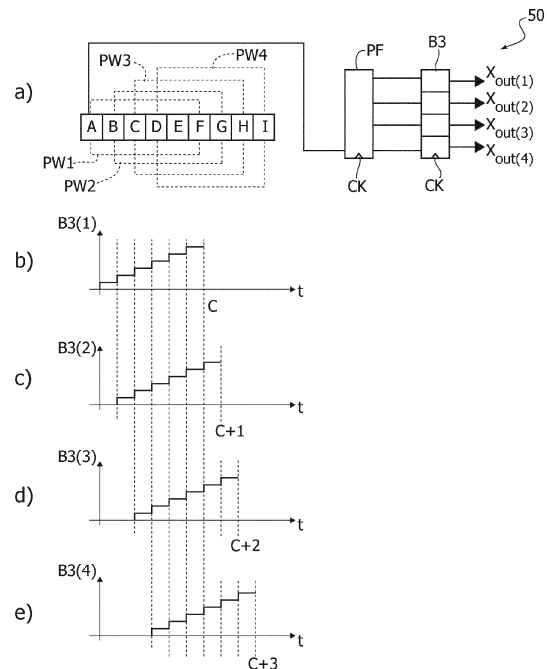 50
PW4
PW3
PF
B3
a)
A B C D E F G H I
Xout(1)
Xout(2)
Xout(3)
Xout(4)
PW1
PW2
CK
CK
B3(1)
b)
t
C
B3(2)
c)
t
C+1
B3(3)
d)
t
C+2
B3(4)
e)
t
C+3